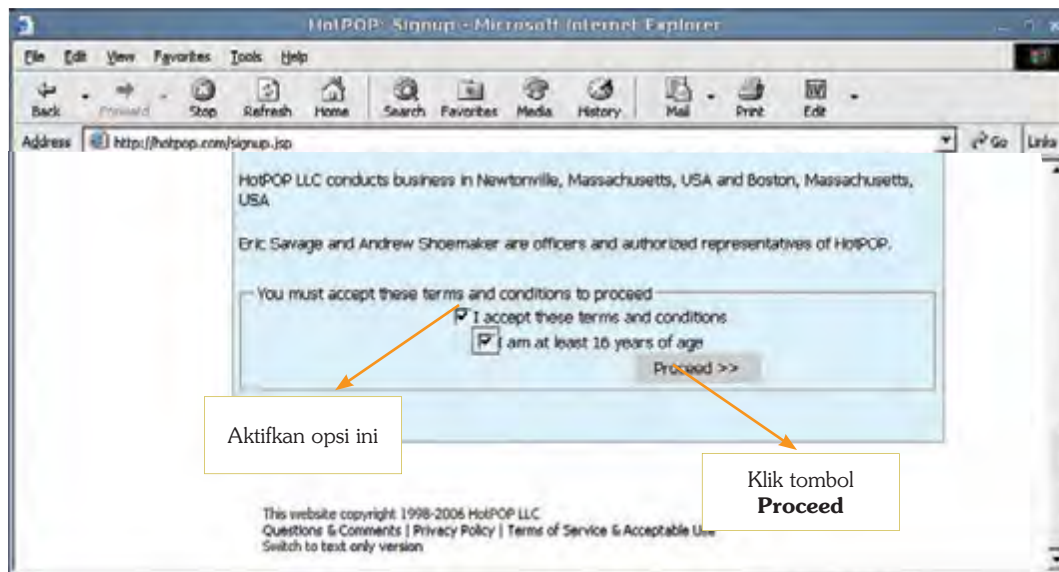 HotPOP: Signup - Microsoft Internet Explorer
File Edit View Favorites Tools Help
Back Forward Stop Refresh Home Search Favorites Media History Mail Print Edit
Address http://hotpop.com/signup.jsp Go Links
HotPOP LLC conducts business in Newtonville, Massachusetts, USA and Boston, Massachusetts,
USA
Eric Savage and Andrew Shoemaker are officers and authorized representatives of HotPOP.
You must accept these terms and conditions to proceed
I accept these terms and conditions
I am at least 16 years of age
Proceed >>
Aktifkan opsi ini
Klik tombol
Proceed
This website copyright 1998-2006 HotPOP LLC
Questions & Comments | Privacy Policy | Terms of Service & Acceptable Use
Switch to text only version